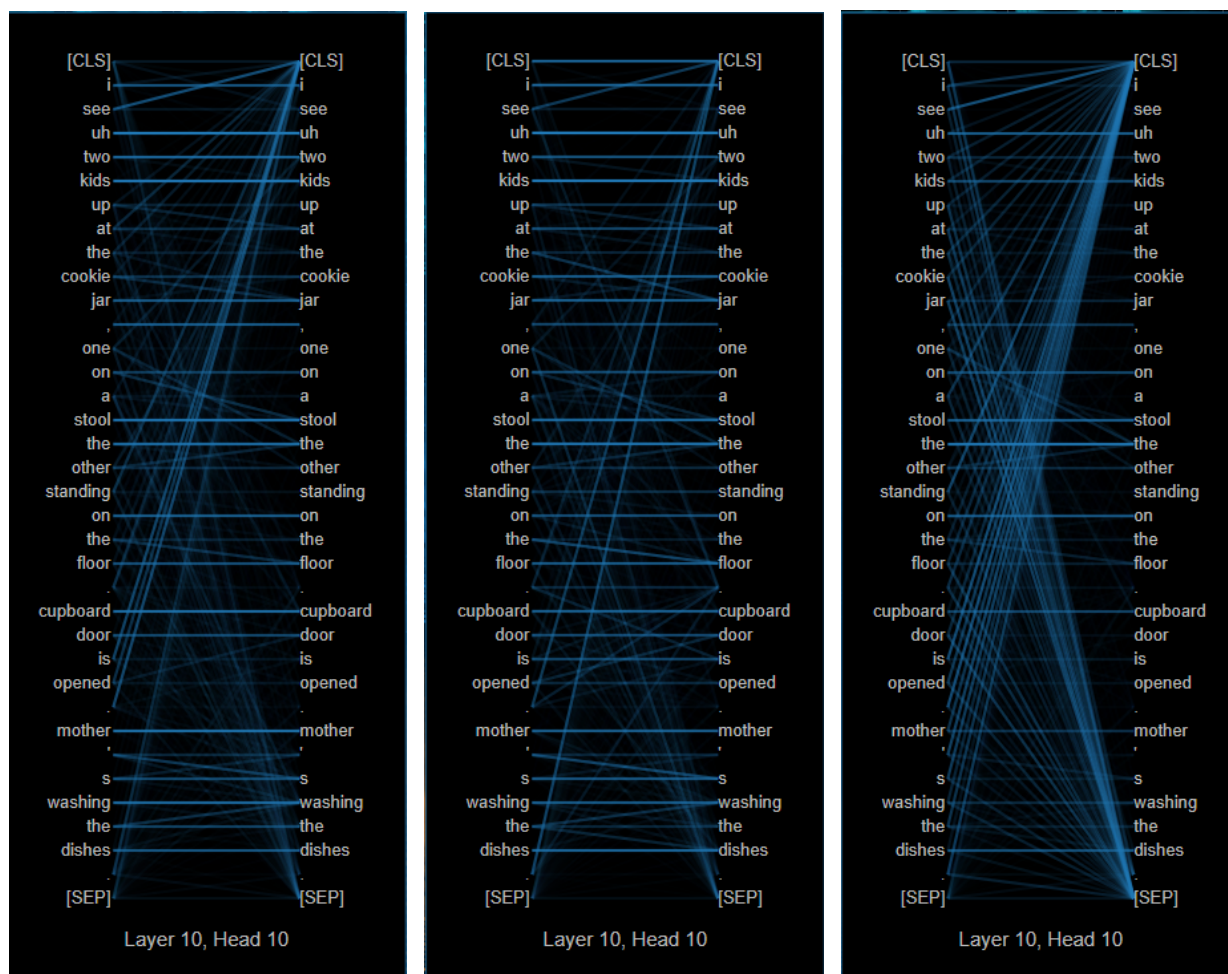 [CLS] [CLS] [CLS] [CLS] [CLS] [CLS]
i i i i i i
see see see see see see
uh uh uh uh uh uh
two two two two two two
kids kids kids kids kids kids
up up up up up up
at at at at at at
the the the the the the
cookie cookie cookie cookie cookie cookie
jar jar jar jar jar jar
, , , , , ,
one one one one one one
on on on on on on
a a a a a a
stool stool stool stool stool stool
the the the the the the
other other other other other other
standing standing standing standing standing standing
on on on on on on
the the the the the the
floor floor floor floor floor floor
. . . . . .
cupboard cupboard cupboard cupboard cupboard cupboard
door door door door door door
is is is is is is
opened opened opened opened opened opened
. . . . . .
mother mother mother mother mother mother
' ' ' ' ' '
s s s s s s
washing washing washing washing washing washing
the the the the the the
dishes dishes dishes dishes dishes dishes
. . . . . .
[SEP] [SEP] [SEP] [SEP] [SEP] [SEP]
Layer 10, Head 10 Layer 10, Head 10 Layer 10, Head 10